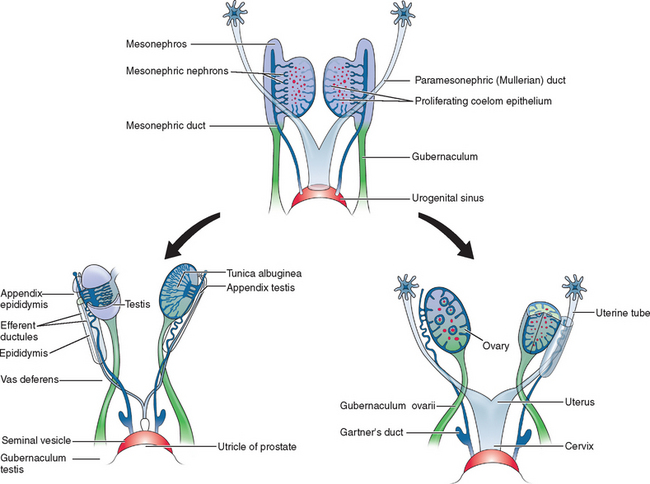 Mesonephros
Mesonephric nephrons
Mesonephric duct
Paramesonephric (Mullerian) duct
Proliferating coelom epithelium
Gubernaculum
Urogenital sinus
Appendix
epididymis
Efferent
ductules
Epididymis
Vas deferens
Seminal vesicle
Gubernaculum
testis
Testis
Tunica albuginea
Appendix testis
Utricle of prostate
Ovary
Gubernaculum ovarii
Gartner's duct
Uterine tube
Uterus
Cervix